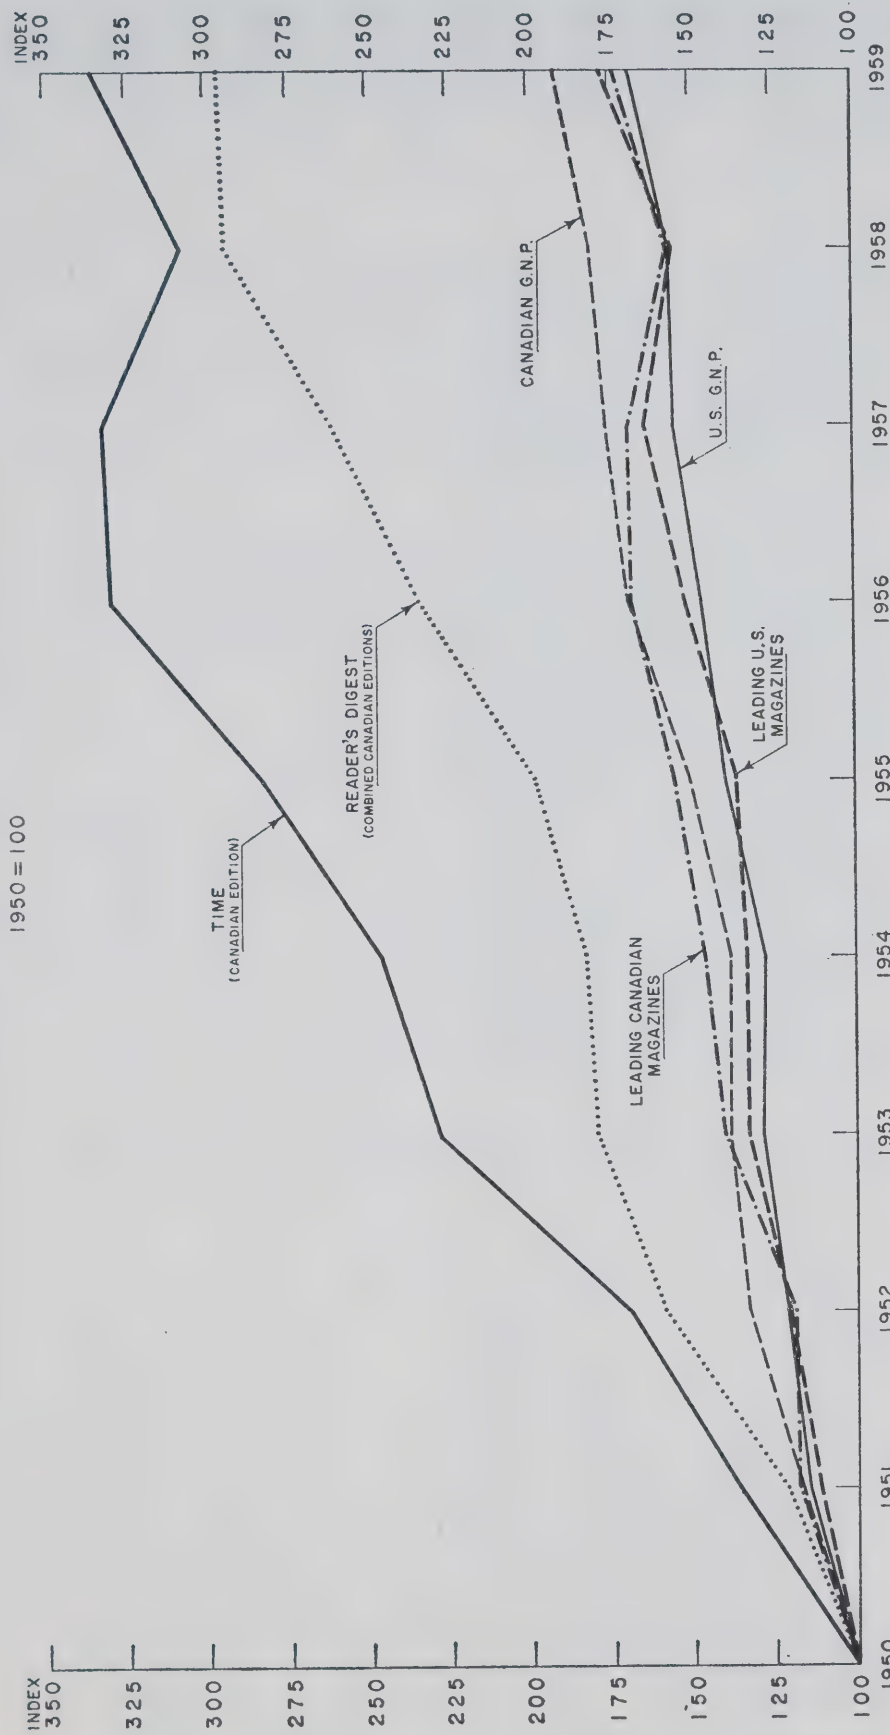 1950=100
INDEX
350
325
300
275
250
225
200
175
150
125
100
INDEX
350
325
300
275
250
225
200
175
150
125
100
TIME
(CANADIAN EDITION)
READER'S DIGEST
(COMBINED CANADIAN EDITIONS)
CANADIAN G.N.P.
LEADING CANADIAN
MAGAZINES
LEADING U.S.
MAGAZINES
U.S. G.N.P.
1950
1951
1952
1953
1954
1955
1956
1957
1958
1959